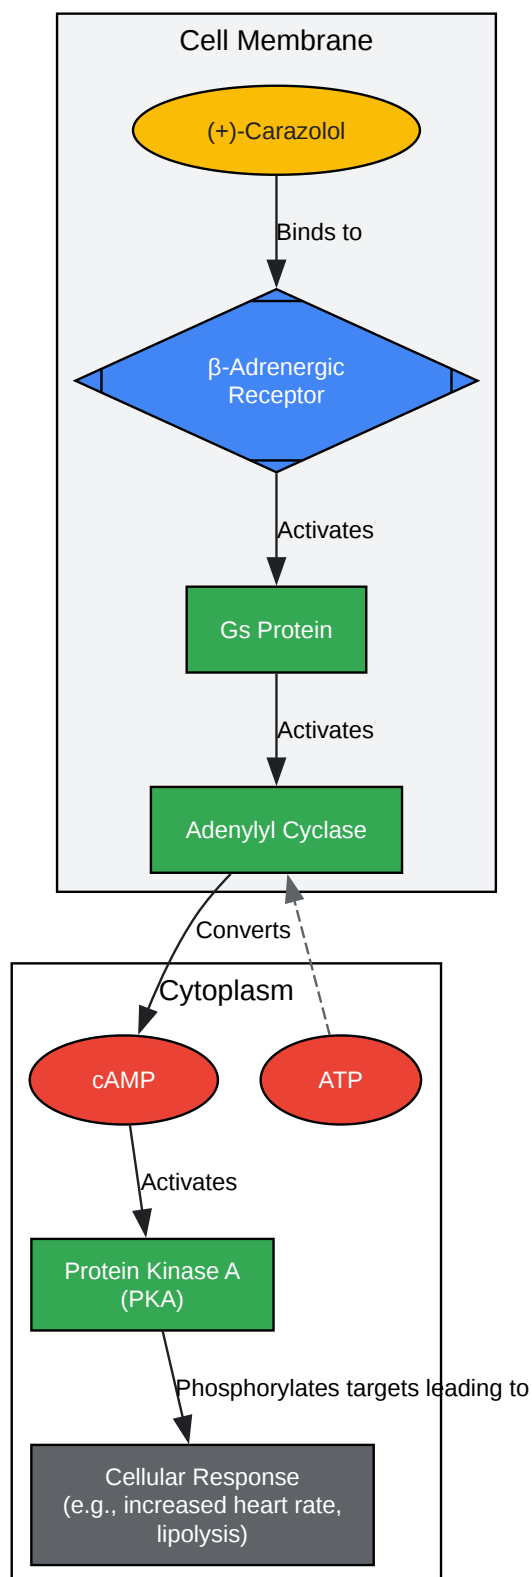 Cell Membrane
(+)-Carazolol
Binds to
β-Adrenergic
Receptor
Activates
Gs Protein
Activates
Adenylyl Cyclase
Converts
Cytoplasm
cAMP
ATP
Activates
Protein Kinase A
(PKA)
Phosphorylates targets leading to
Cellular Response
(e.g., increased heart rate,
lipolysis)